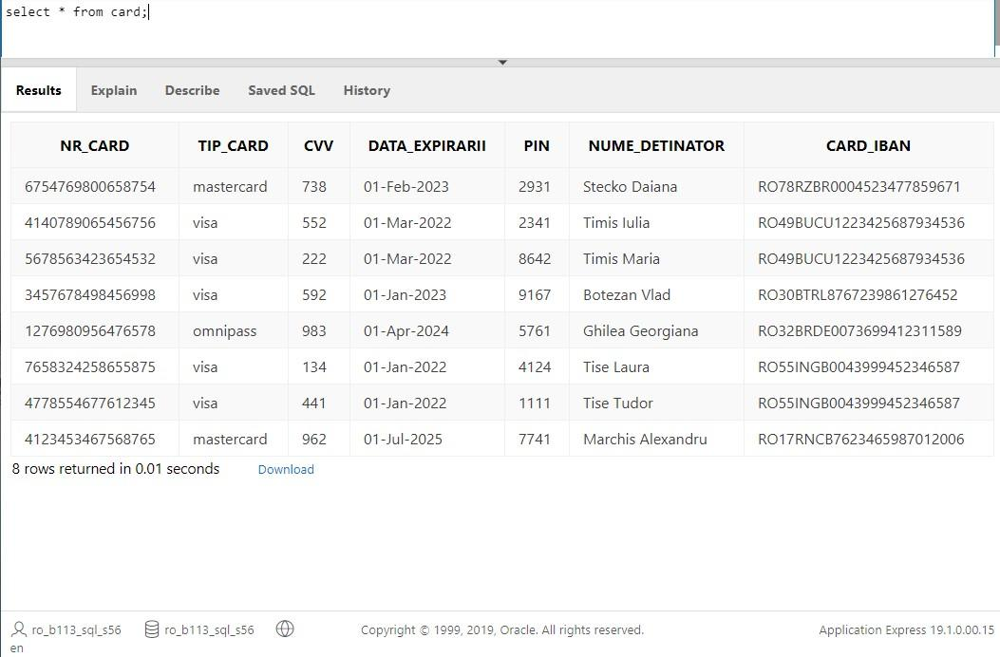 select * from card;
Results Explain Describe Saved SQL History
NR_CARD TIP_CARD CVV DATA_EXPIRARII PIN NUME_DETINATOR CARD_IBAN
6754769800658754 mastercard 738 01-Feb-2023 2931 Stecko Daiana RO78RZBR0004523477859671
4140789065456756 visa 552 01-Mar-2022 2341 Timis Iulia RO49BUCU1223425687934536
5678563423654532 visa 222 01-Mar-2022 8642 Timis Maria RO49BUCU1223425687934536
3457678498456998 visa 592 01-Jan-2023 9167 Botezan Vlad RO30BTRL8767239861276452
1276980956476578 omnipass 983 01-Apr-2024 5761 Ghilea Georgiana RO32BRDE0073699412311589
7658324258655875 visa 134 01-Jan-2022 4124 Tise Laura RO55INGB0043999452346587
4778554677612345 visa 441 01-Jan-2022 1111 Tise Tudor RO55INGB0043999452346587
4123453467568765 mastercard 962 01-Jul-2025 7741 Marchis Alexandru RO17RNCB7623465987012006
8 rows returned in 0.01 seconds Download
ro_b113_sql_s56 ro_b113_sql_s56 Copyright © 1999, 2019, Oracle. All rights reserved. Application Express 19.1.0.00.15
en